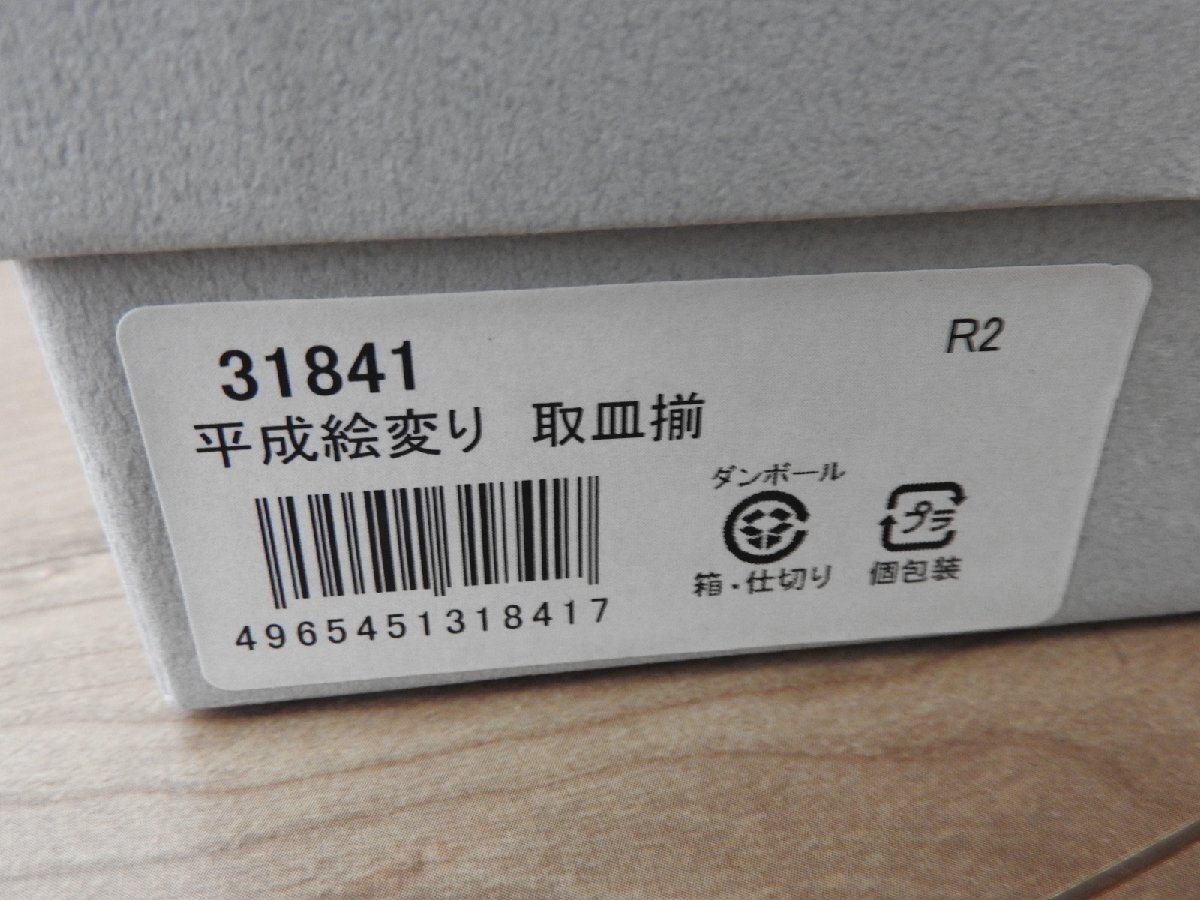 31841
R2
平成絵変り 取皿揃
ダンボール
プラ
箱・仕切り
個包装
4965451318417